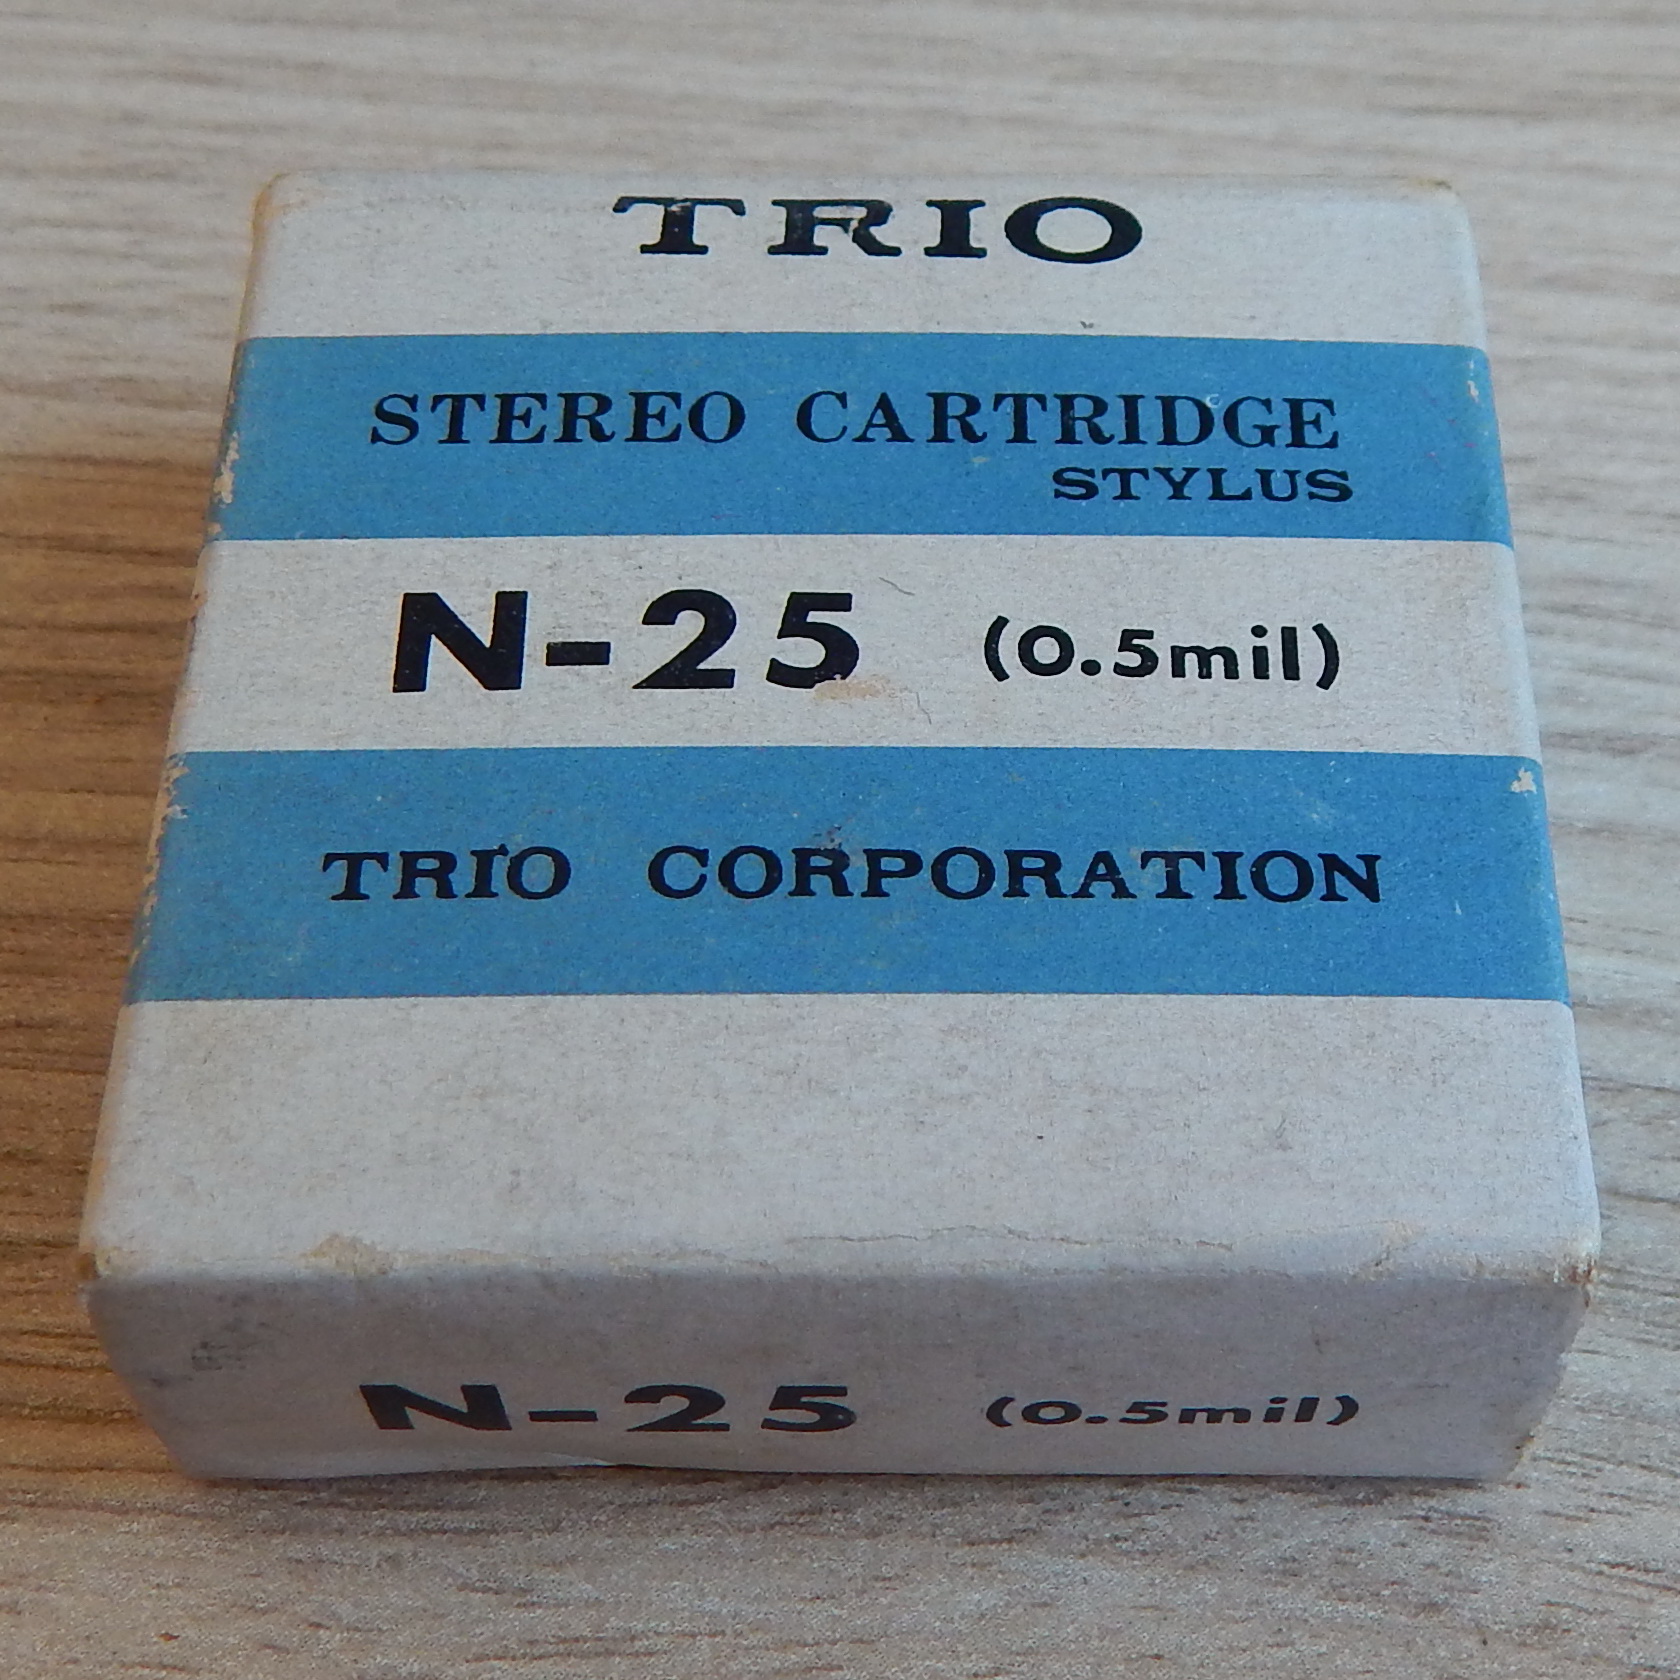 TRIO
STEREO CARTRIDGE
STYLUS
N-25 (0.5mil)
TRIO CORPORATION
N-25 (0.5mil)